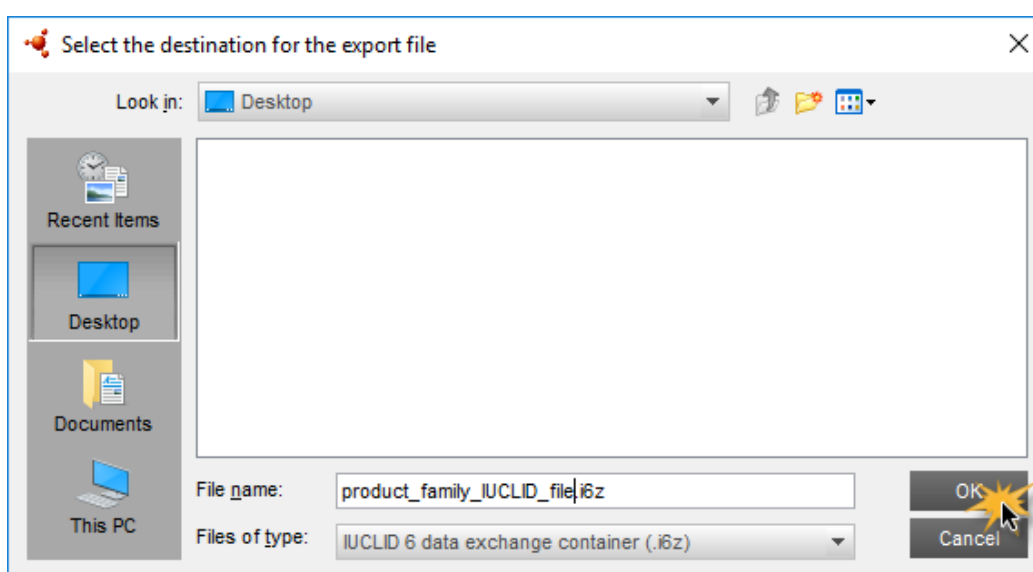 Select the destination for the export file
Look in: Desktop
Recent Items
Desktop
Documents
This PC
File name: product_family_IUCLID_file.i6z OK
Files of type: IUCLID 6 data exchange container (.i6z) Cancel